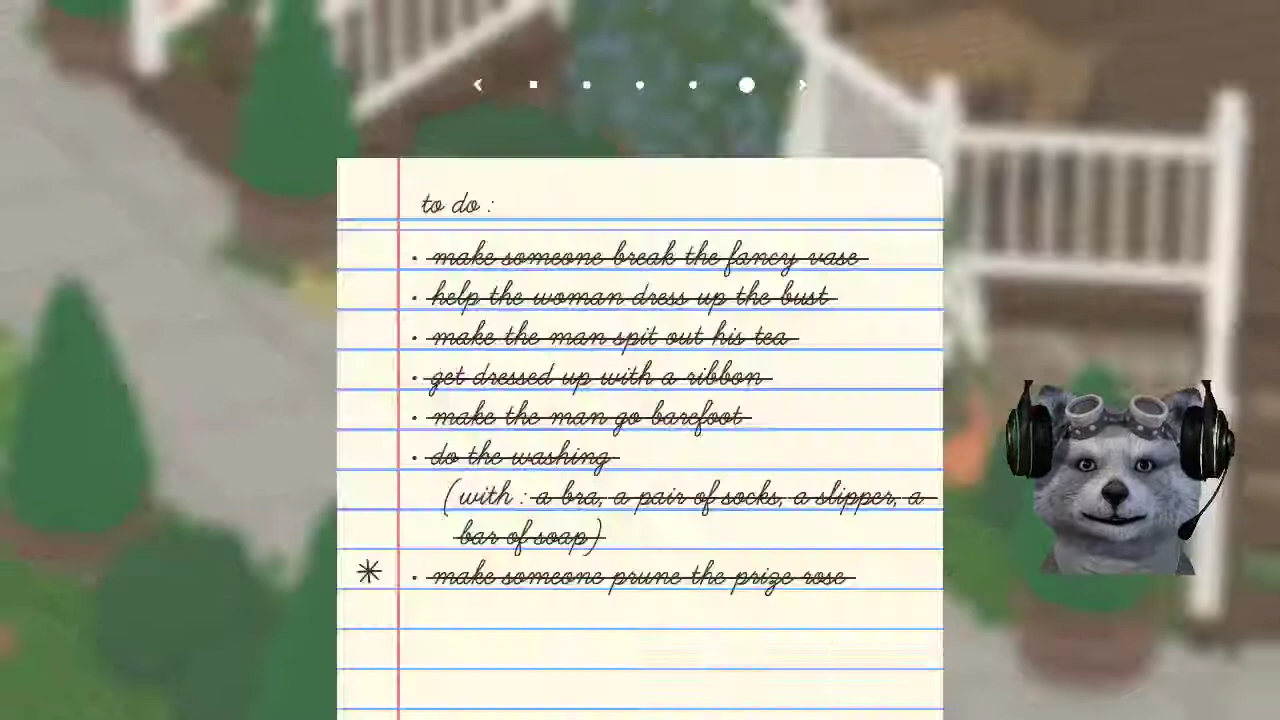 to do :
• make someone break the fancy vase
• help the woman dress up the bust
• make the man spit out his tea
• get dressed up with a ribbon
• make the man go barefoot
• do the washing
(with : a bra, a pair of socks, a slipper, a
bar of soap)
• make someone prune the prize rose